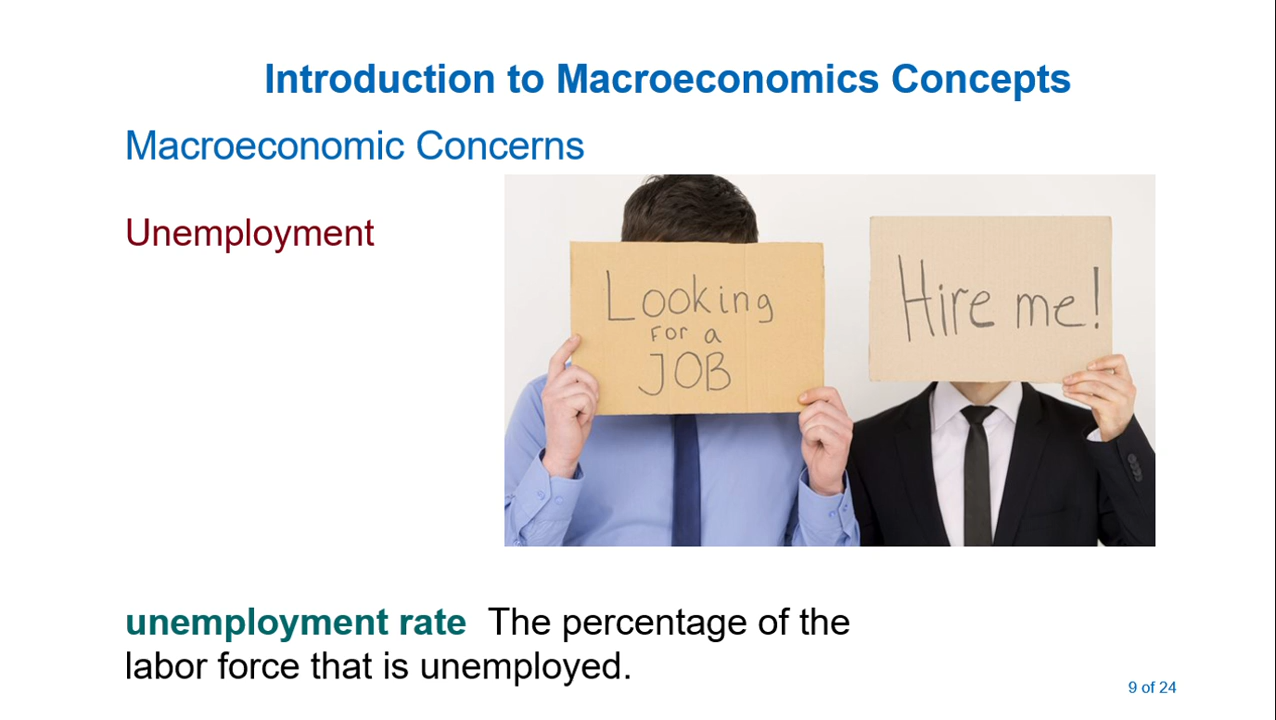 Introduction to Macroeconomics Concepts
Macroeconomic Concerns
Unemployment
Looking
For a
JOB
Hire me!
unemployment rate The percentage of the
labor force that is unemployed.
9 of 24